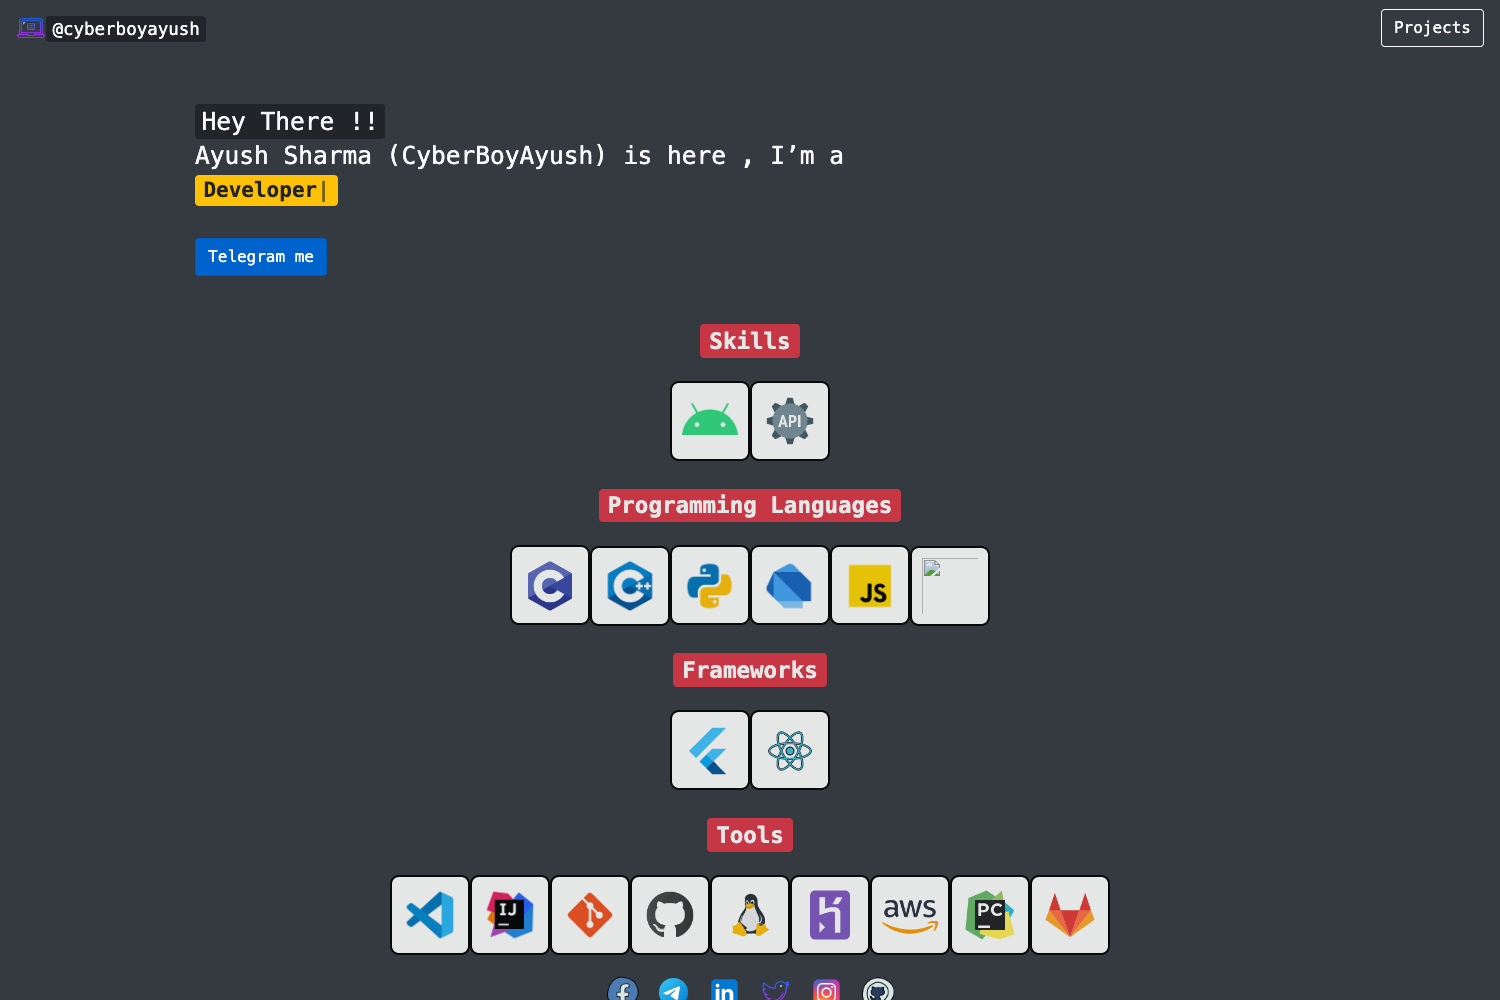 @cyberboyayush
Projects
Hey There !!
Ayush Sharma (CyberBoyAyush) is here , I’m a
Developer|
Telegram me
Skills
API
Programming Languages
C
C++
JS
Frameworks
Tools
IJ
aws
PC
in